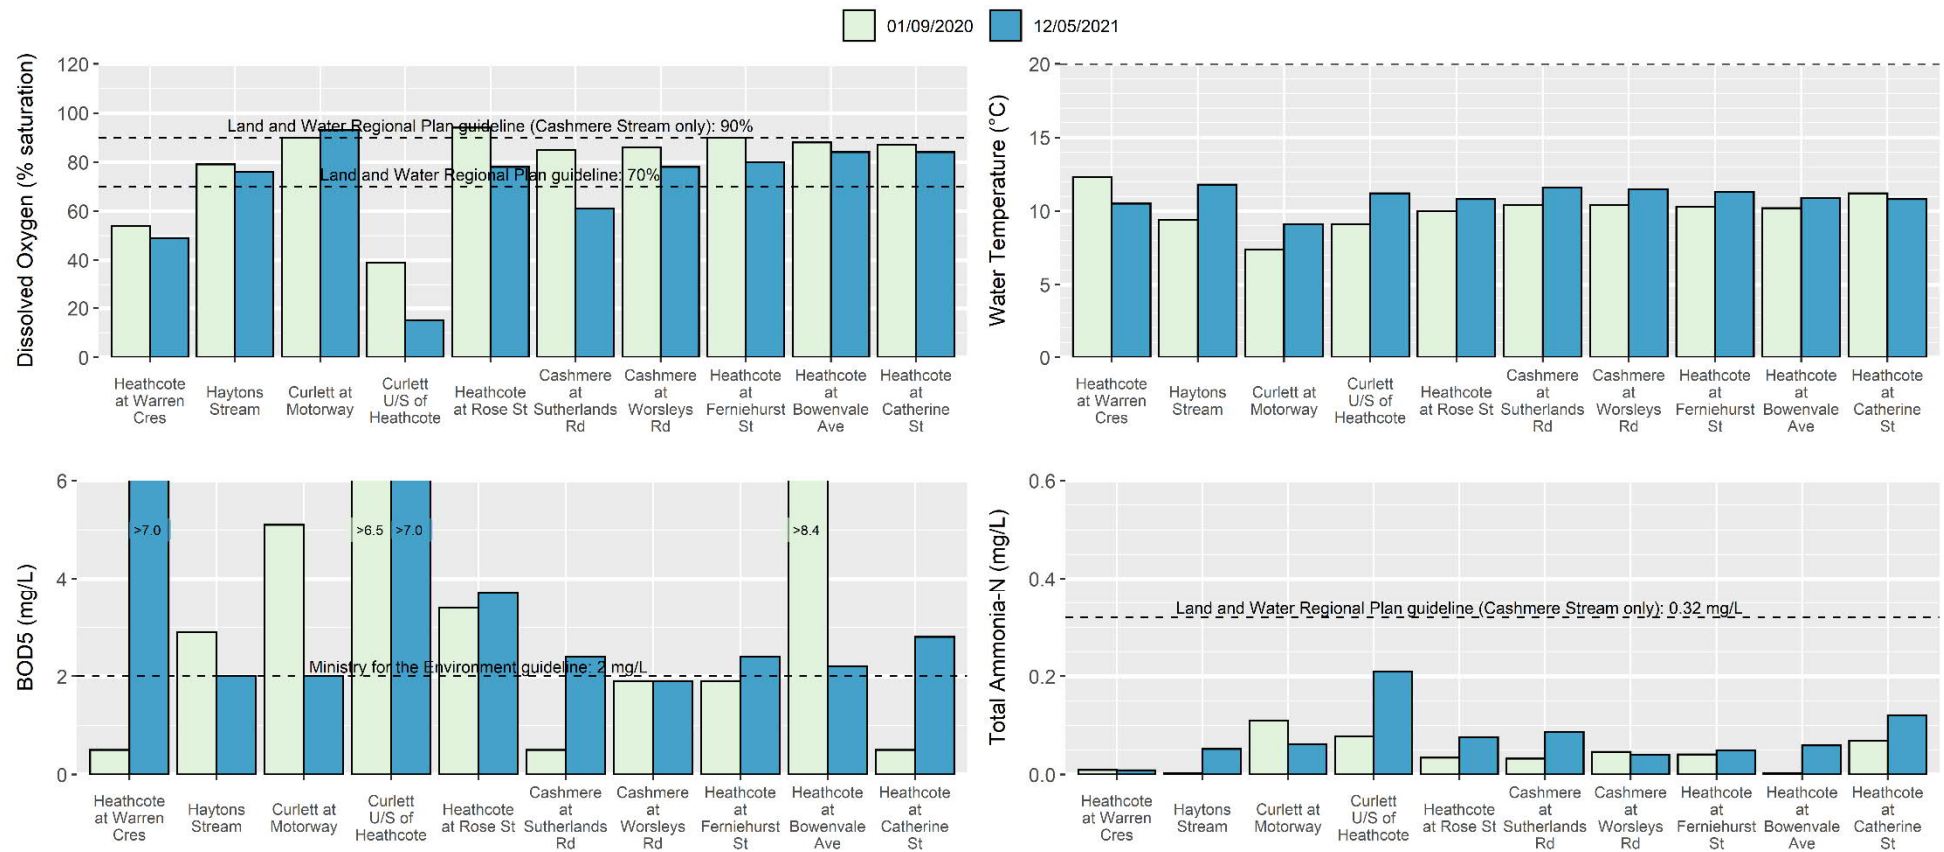 01/09/2020
12/05/2021
Dissolved Oxygen (% saturation)
120
100
80
60
40
20
0
Land and Water Regional Plan guideline (Cashmere Stream only): 90%
Land and Water Regional Plan guideline: 70%
Heathcote
at Warren
Cres
Haytons
Stream
Curlett at
Motorway
Curlett
U/S of
Heathcote
Heathcote
at Rose St
Cashmere
at
Sutherlands
Rd
Cashmere
at
Worsleys
Rd
Heathcote
at
Ferniehurst
St
Heathcote
at
Bowenvale
Ave
Heathcote
at
Catherine
St
Water Temperature (°C)
20
15
10
5
0
Heathcote
at Warren
Cres
Haytons
Stream
Curlett at
Motorway
Curlett
U/S of
Heathcote
Heathcote
at Rose St
Cashmere
at
Sutherlands
Rd
Cashmere
at
Worsleys
Rd
Heathcote
at
Ferniehurst
St
Heathcote
at
Bowenvale
Ave
Heathcote
at
Catherine
St
BOD5 (mg/L)
6
4
2
0
>7.0
>6.5
>7.0
>8.4
Ministry for the Environment guideline: 2 mg/L
Heathcote
at Warren
Cres
Haytons
Stream
Curlett at
Motorway
Curlett
U/S of
Heathcote
Heathcote
at Rose St
Cashmere
at
Sutherlands
Rd
Cashmere
at
Worsleys
Rd
Heathcote
at
Ferniehurst
St
Heathcote
at
Bowenvale
Ave
Heathcote
at
Catherine
St
Total Ammonia-N (mg/L)
0.6
0.4
0.2
0.0
Land and Water Regional Plan guideline (Cashmere Stream only): 0.32 mg/L
Heathcote
at Warren
Cres
Haytons
Stream
Curlett at
Motorway
Curlett
U/S of
Heathcote
Heathcote
at Rose St
Cashmere
at
Sutherlands
Rd
Cashmere
at
Worsleys
Rd
Heathcote
at
Ferniehurst
St
Heathcote
at
Bowenvale
Ave
Heathcote
at
Catherine
St